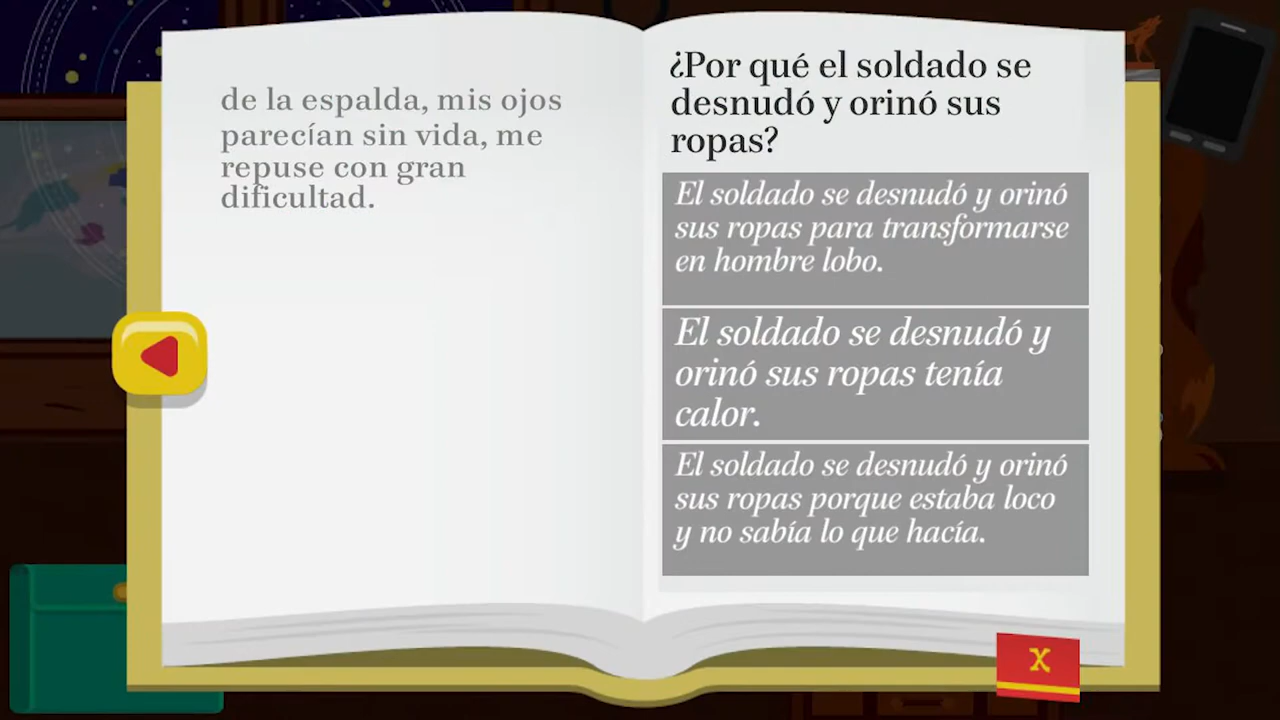 de la espalda, mis ojos
parecían sin vida, me
repuse con gran
dificultad.
¿Por qué el soldado se
desnudó y orinó sus
ropas?
El soldado se desnudó y orinó
sus ropas para transformarse
en hombre lobo.
El soldado se desnudó y
orinó sus ropas tenía
calor.
El soldado se desnudó y orinó
sus ropas porque estaba loco
y no sabía lo que hacía.
X